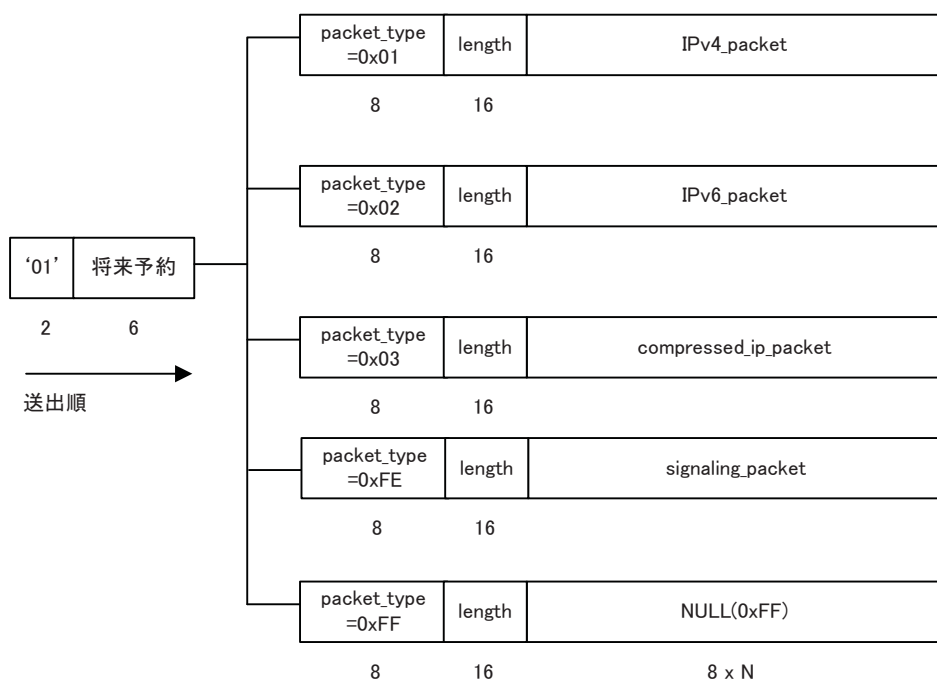 packet_type
=0x01
length
IPv4_packet
8
16
packet_type
=0x02
length
IPv6_packet
8
16
‘01’
将来予約
2
6
送出順
packet_type
=0x03
length
compressed_ip_packet
8
16
packet_type
=0xFE
length
signaling_packet
8
16
packet_type
=0xFF
length
NULL(0xFF)
8
16
8 x N